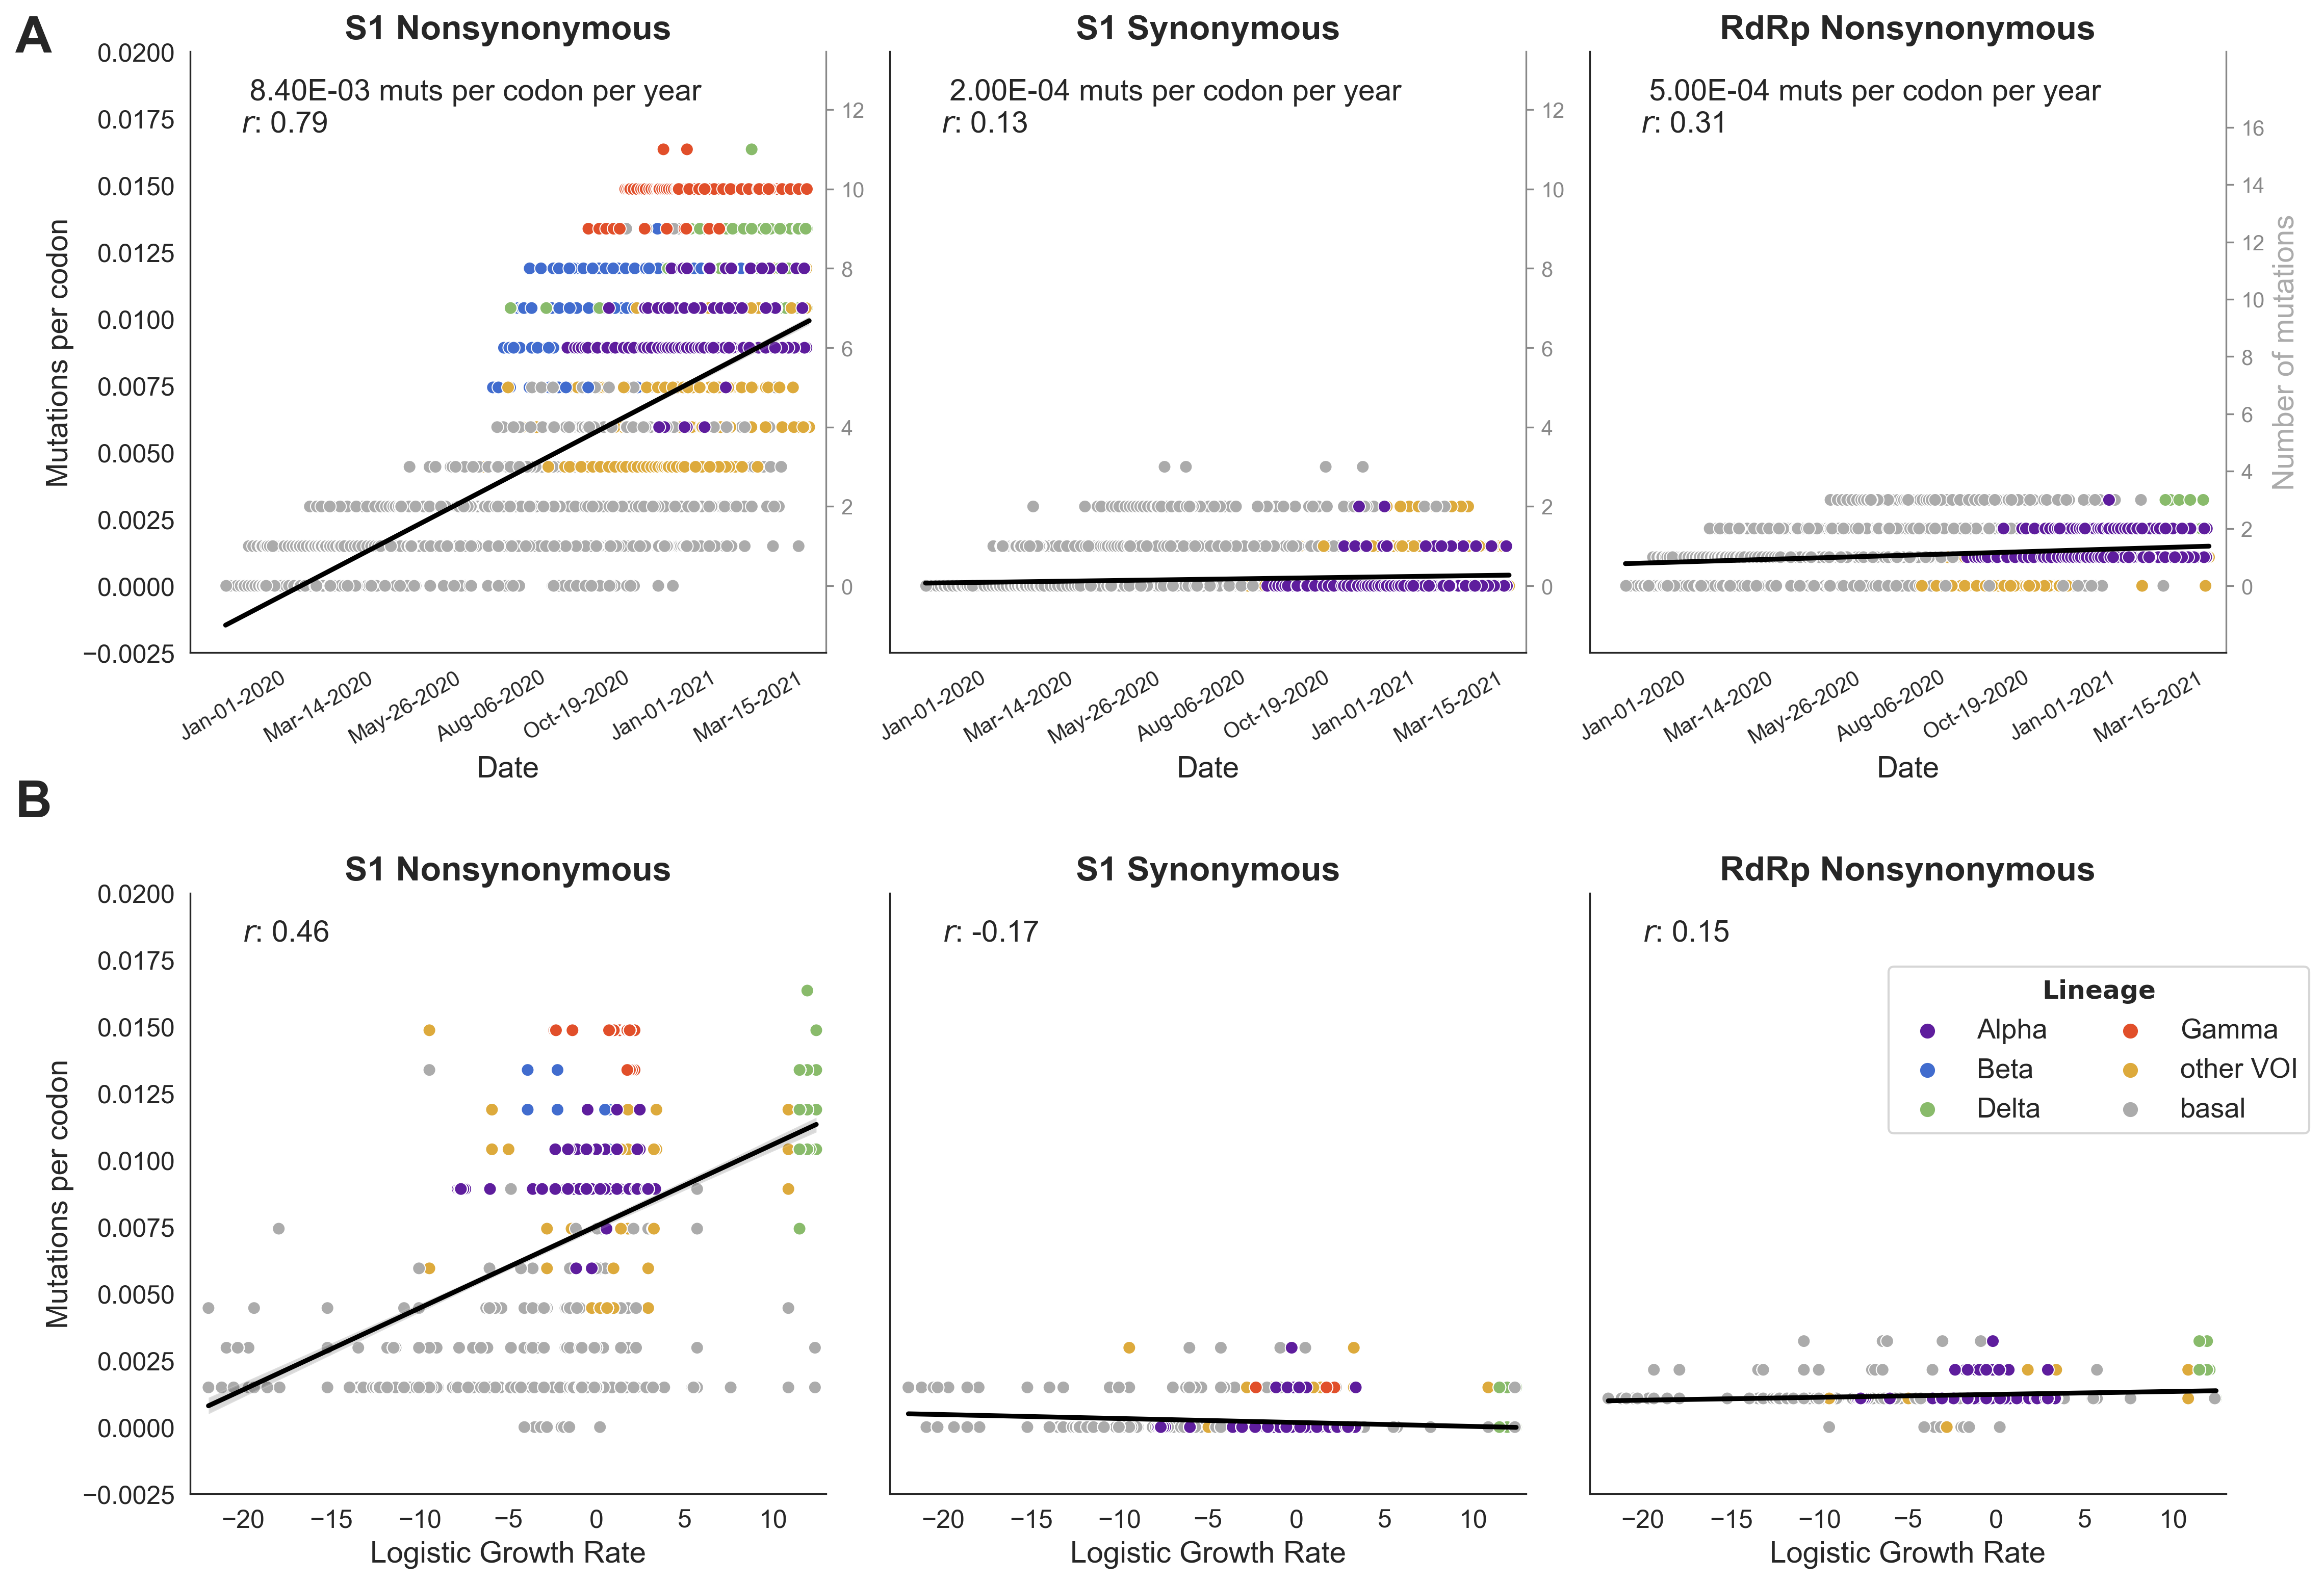 A
S1 Nonsynonymous
S1 Synonymous
RdRp Nonsynonymous
8.40E-03 muts per codon per year
r: 0.79
2.00E-04 muts per codon per year
r: 0.13
5.00E-04 muts per codon per year
r: 0.31
Mutations per codon
0.0200
0.0175
0.0150
0.0125
0.0100
0.0075
0.0050
0.0025
0.0000
−0.0025
12
10
8
6
4
2
0
12
10
8
6
4
2
0
16
14
12
10
8
6
4
2
0
Number of mutations
Jan-01-2020
Mar-14-2020
May-26-2020
Aug-06-2020
Oct-19-2020
Jan-01-2021
Mar-15-2021
Date
Jan-01-2020
Mar-14-2020
May-26-2020
Aug-06-2020
Oct-19-2020
Jan-01-2021
Mar-15-2021
Date
Jan-01-2020
Mar-14-2020
May-26-2020
Aug-06-2020
Oct-19-2020
Jan-01-2021
Mar-15-2021
Date
B
S1 Nonsynonymous
S1 Synonymous
RdRp Nonsynonymous
r: 0.46
r: -0.17
r: 0.15
Mutations per codon
0.0200
0.0175
0.0150
0.0125
0.0100
0.0075
0.0050
0.0025
0.0000
−0.0025
Lineage
Alpha
Beta
Delta
Gamma
other VOI
basal
−20 −15 −10 −5 0 5 10
Logistic Growth Rate
−20 −15 −10 −5 0 5 10
Logistic Growth Rate
−20 −15 −10 −5 0 5 10
Logistic Growth Rate